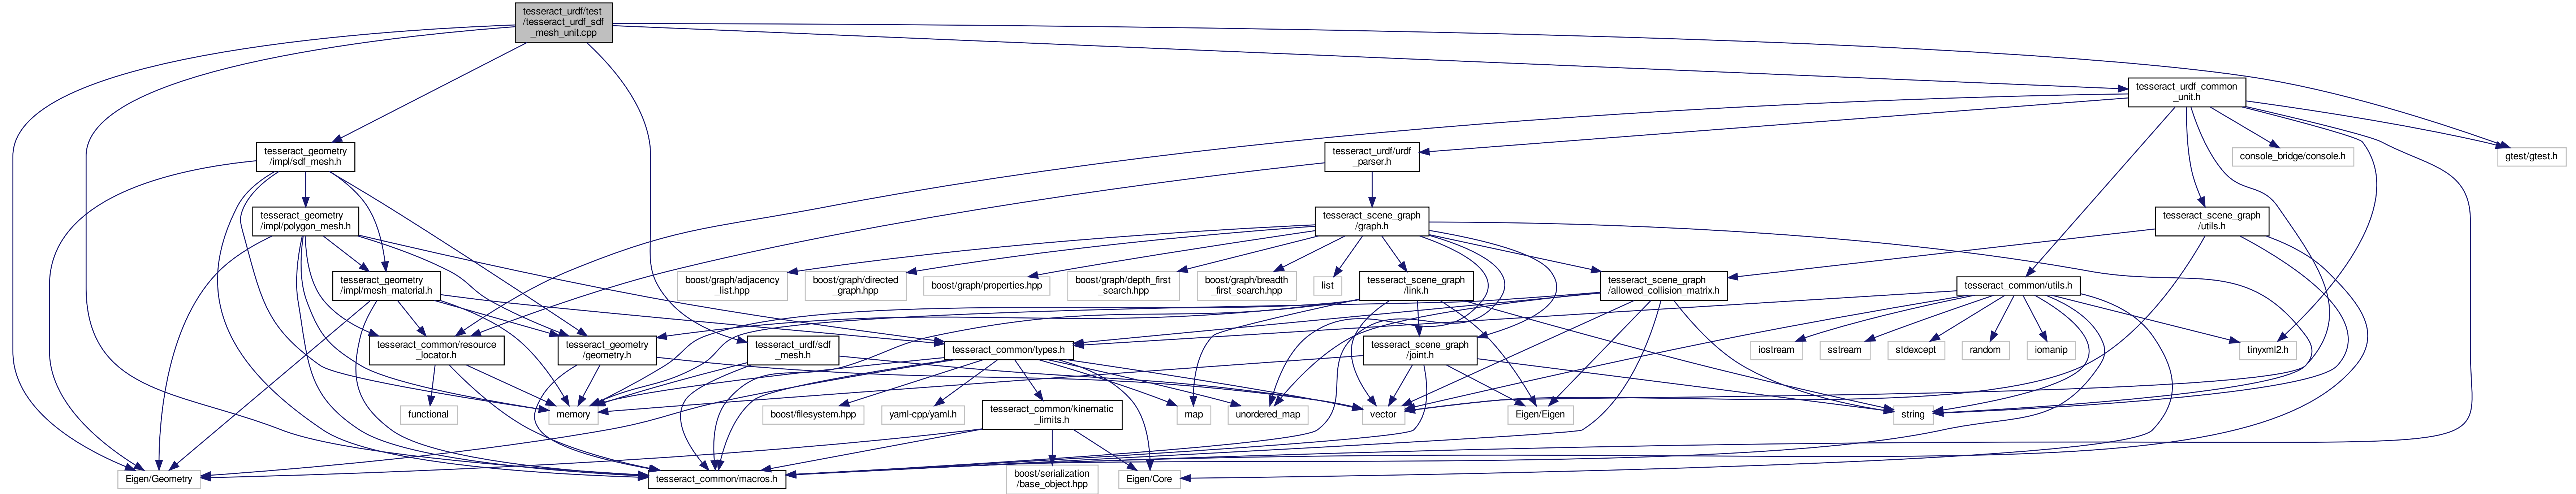 tesseract_urdf/test
/tesseract_urdf_sdf
_mesh_unit.cpp
tesseract_urdf_common
_unit.h
tesseract_geometry
/impl/sdf_mesh.h
tesseract_urdf/urdf
_parser.h
console_bridge/console.h
gtest/gtest.h
tesseract_geometry
/impl/polygon_mesh.h
tesseract_scene_graph
/graph.h
tesseract_scene_graph
/utils.h
tesseract_geometry
/impl/mesh_material.h
boost/graph/adjacency
_list.hpp
boost/graph/directed
_graph.hpp
boost/graph/properties.hpp
boost/graph/depth_first
_search.hpp
boost/graph/breadth
_first_search.hpp
list
tesseract_scene_graph
/link.h
tesseract_scene_graph
/allowed_collision_matrix.h
tesseract_common/utils.h
tesseract_common/resource
_locator.h
tesseract_geometry
/geometry.h
tesseract_urdf/sdf
_mesh.h
tesseract_common/types.h
tesseract_scene_graph
/joint.h
iostream
sstream
stdexcept
random
iomanip
tinyxml2.h
functional
memory
boost/filesystem.hpp
yaml-cpp/yaml.h
tesseract_common/kinematic
_limits.h
map
unordered_map
vector
Eigen/Eigen
string
Eigen/Geometry
tesseract_common/macros.h
boost/serialization
/base_object.hpp
Eigen/Core